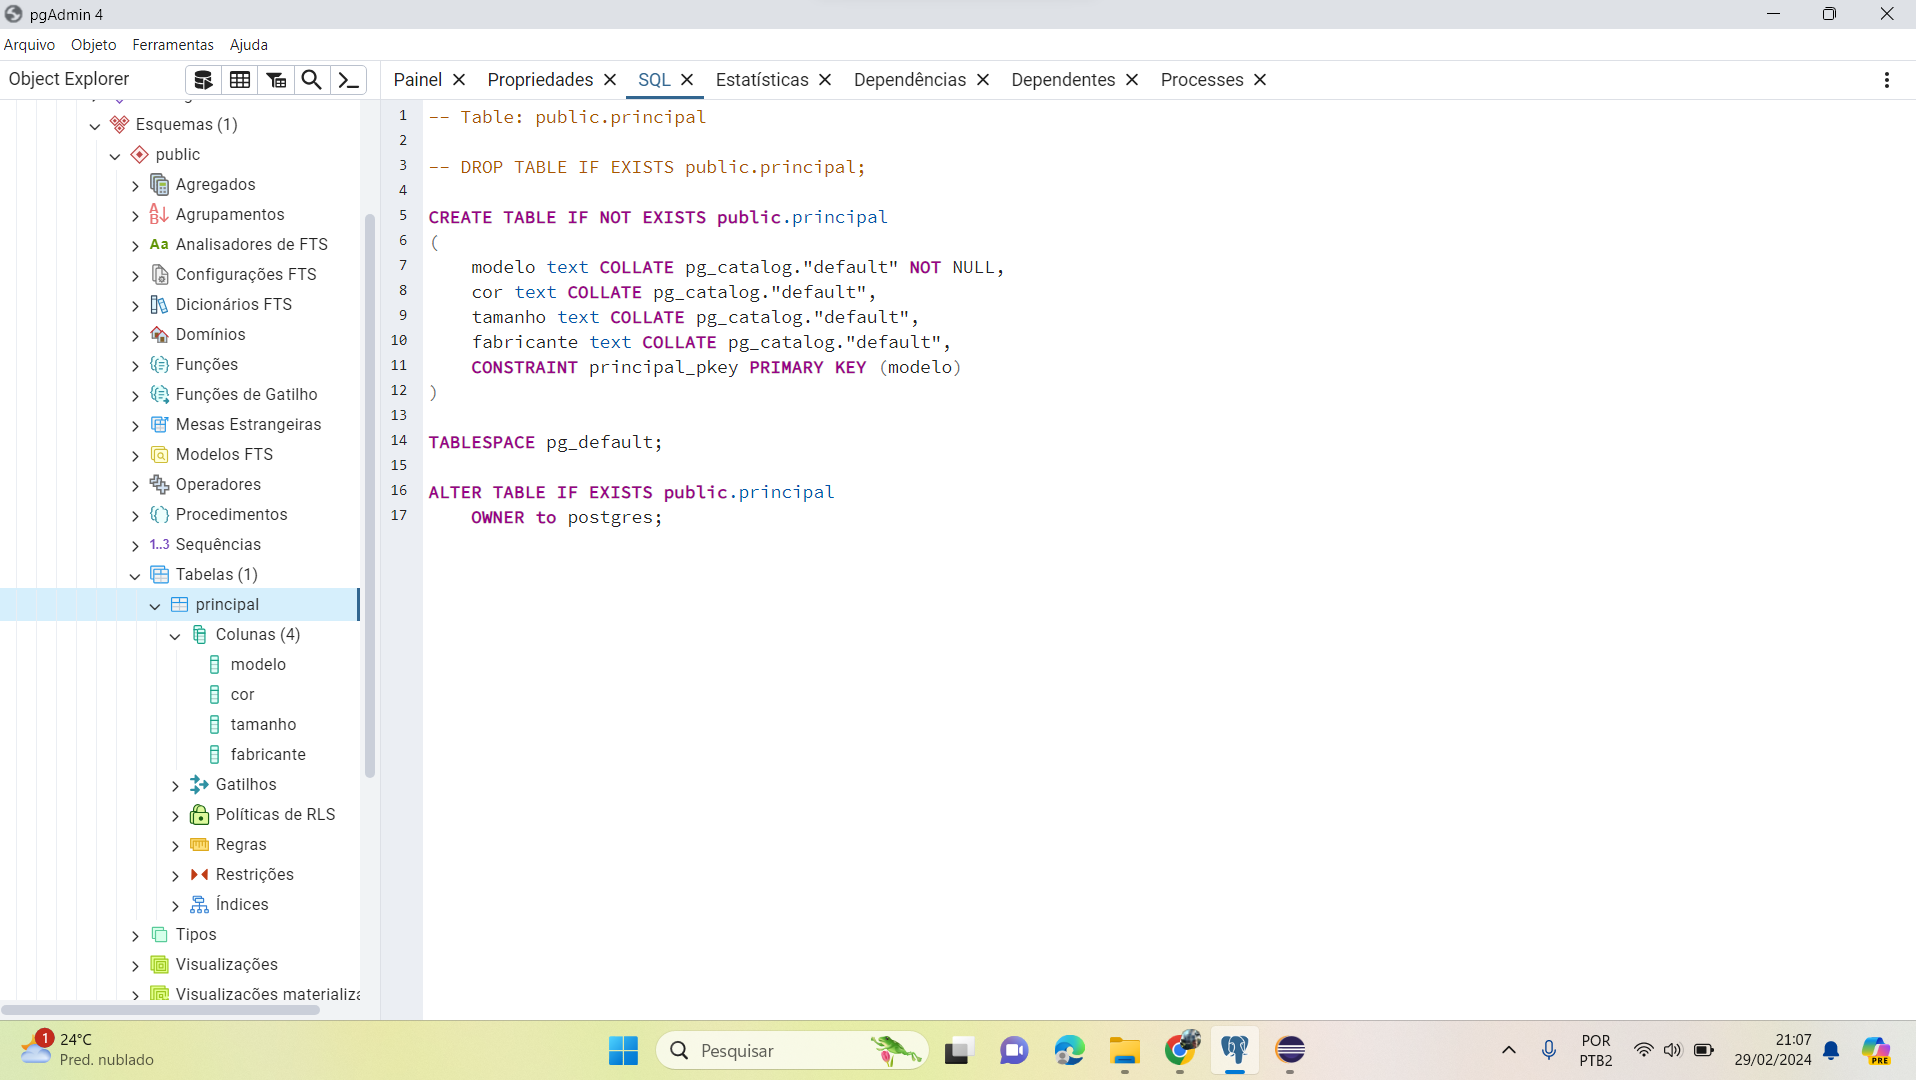 pgAdmin 4
Arquivo Objeto Ferramentas Ajuda
Object Explorer
Painel Propriedades SQL Estatísticas Dependências Dependentes Processes
Esquemas (1)
public
Agregados
Agrupamentos
Aa Analisadores de FTS
Configurações FTS
Dicionários FTS
Domínios
Funções
Funções de Gatilho
Mesas Estrangeiras
Modelos FTS
Operadores
Procedimentos
1..3 Sequências
Tabelas (1)
principal
Colunas (4)
modelo
cor
tamanho
fabricante
Gatilhos
Políticas de RLS
Regras
Restrições
Índices
Tipos
Visualizações
Visualizações materializa
1 -- Table: public.principal
2
3 -- DROP TABLE IF EXISTS public.principal;
4
5 CREATE TABLE IF NOT EXISTS public.principal
6 (
7 modelo text COLLATE pg_catalog."default" NOT NULL,
8 cor text COLLATE pg_catalog."default",
9 tamanho text COLLATE pg_catalog."default",
10 fabricante text COLLATE pg_catalog."default",
11 CONSTRAINT principal_pkey PRIMARY KEY (modelo)
12 )
13
14 TABLESPACE pg_default;
15
16 ALTER TABLE IF EXISTS public.principal
17 OWNER to postgres;
1
24°C
Pred. nublado
Pesquisar
PRE
POR
PTB2
21:07
29/02/2024